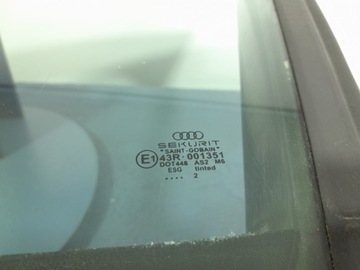 SEKURIT
"SAINT-GOBAIN"
E1 43R-001351
DOT448 AS2 M6
ESG tinted
.... 2